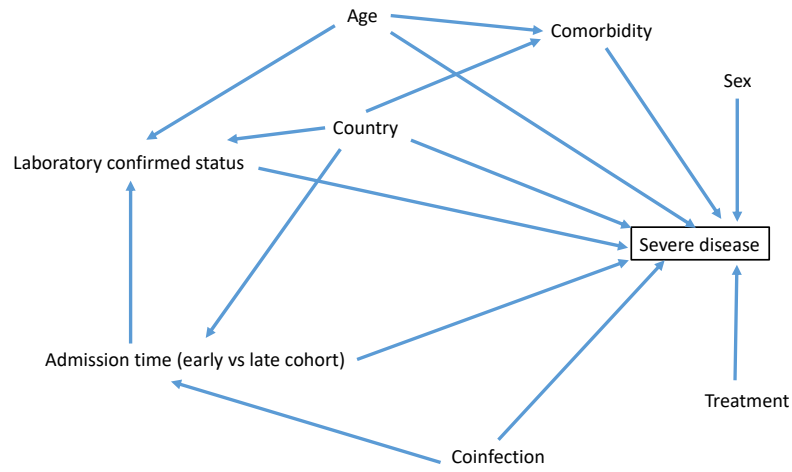 Age
Comorbidity
Sex
Country
Laboratory confirmed status
Severe disease
Admission time (early vs late cohort)
Treatment
Coinfection